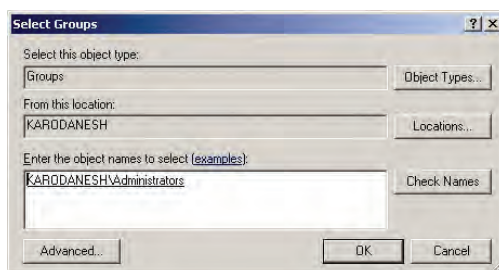 Select Groups
Select this object type:
Groups
Object Types...
From this location:
KARODANESH
Locations...
Enter the object names to select (examples):
KARODANESH\Administrators
Check Names
Advanced...
OK
Cancel